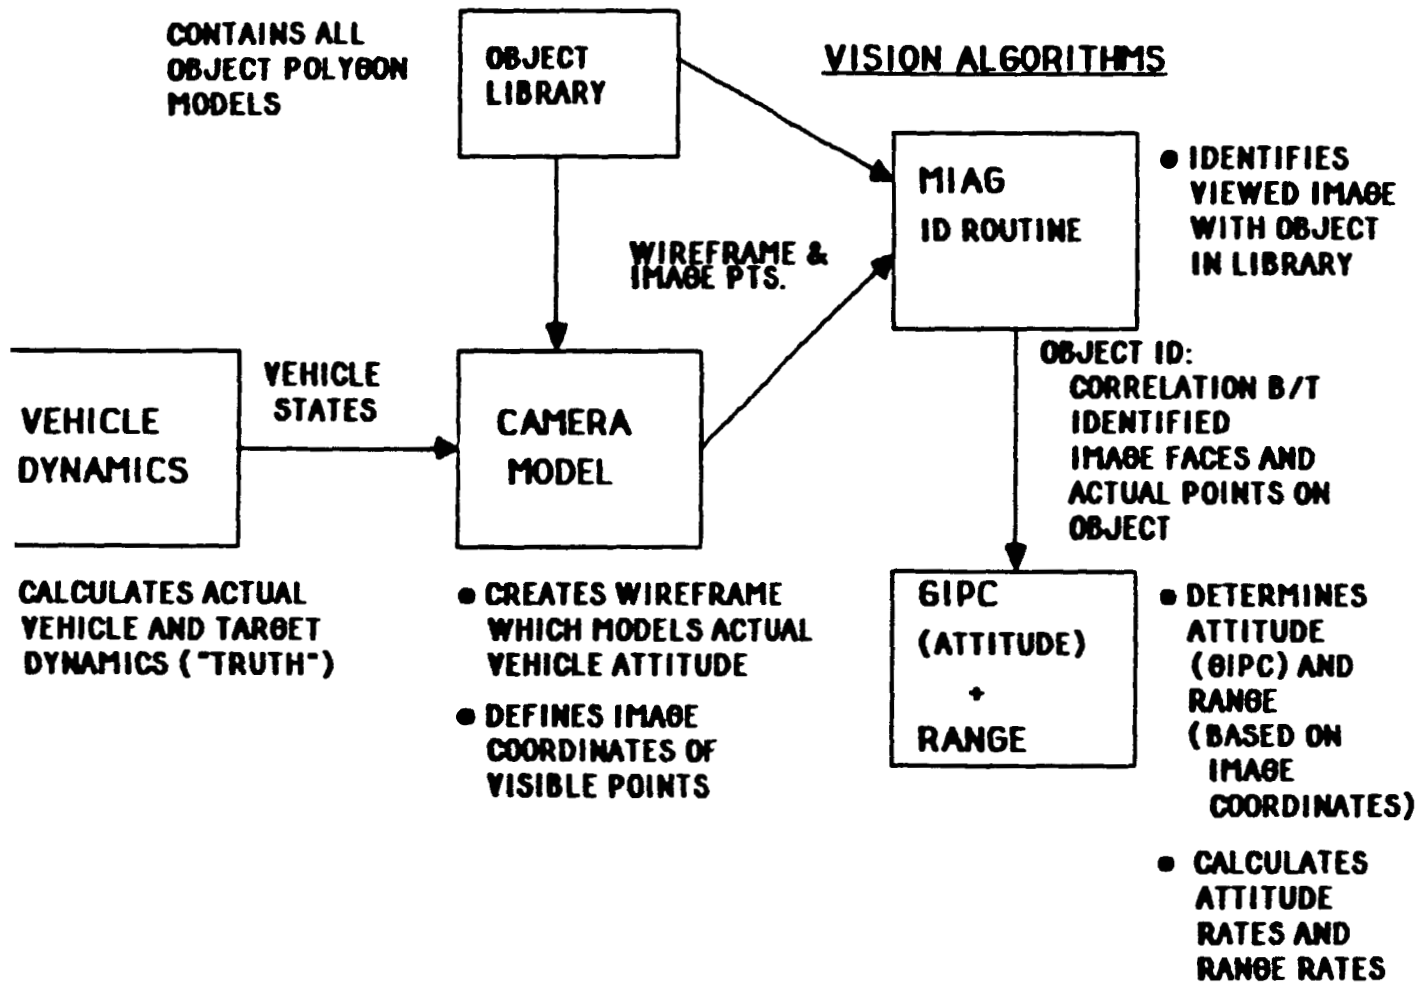 CONTAINS ALL
OBJECT POLYGON
MODELS
OBJECT
LIBRARY
VISION ALGORITHMS
MIAG
ID ROUTINE
● IDENTIFIES
VIEWED IMAGE
WITH OBJECT
IN LIBRARY
WIREFRAME &
IMAGE PTS.
VEHICLE
STATES
VEHICLE
DYNAMICS
CAMERA
MODEL
OBJECT ID:
CORRELATION B/T
IDENTIFIED
IMAGE FACES AND
ACTUAL POINTS ON
OBJECT
CALCULATES ACTUAL
VEHICLE AND TARGET
DYNAMICS ("TRUTH")
● CREATES WIREFRAME
WHICH MODELS ACTUAL
VEHICLE ATTITUDE
● DEFINES IMAGE
COORDINATES OF
VISIBLE POINTS
GIPC
(ATTITUDE)
+
RANGE
● DETERMINES
ATTITUDE
(GIPC) AND
RANGE
(BASED ON
IMAGE
COORDINATES)
● CALCULATES
ATTITUDE
RATES AND
RANGE RATES